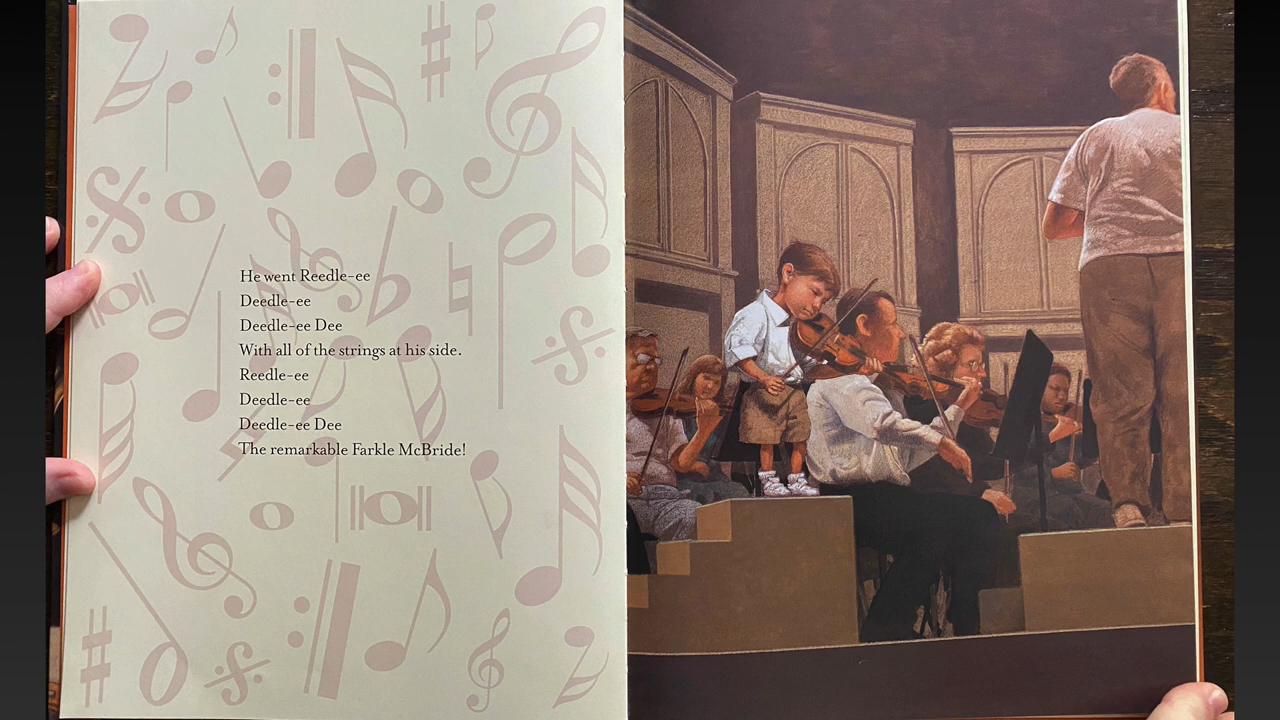 He went Reedle-ee
Deedle-ee
Deedle-ee Dee
With all of the strings at his side.
Reedle-ee
Deedle-ee
Deedle-ee Dee
The remarkable Farkle McBride!